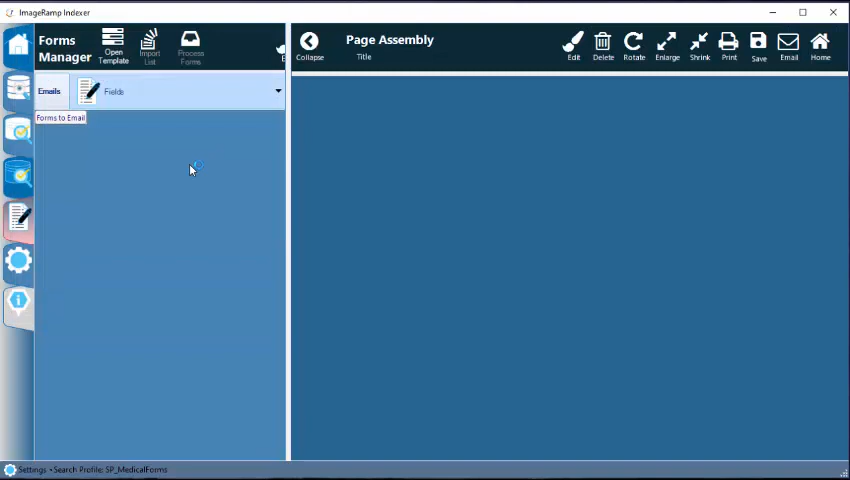 ImageRamp Indexer
Forms
Manager
Open
Template
Import
List
Process
Forms
E
Collapse
Page Assembly
Title
Edit
Delete
Rotate
Enlarge
Shrink
Print
Save
Email
Home
Emails
Fields
Forms to Email
Settings • Search Profile: SP_MedicalForms